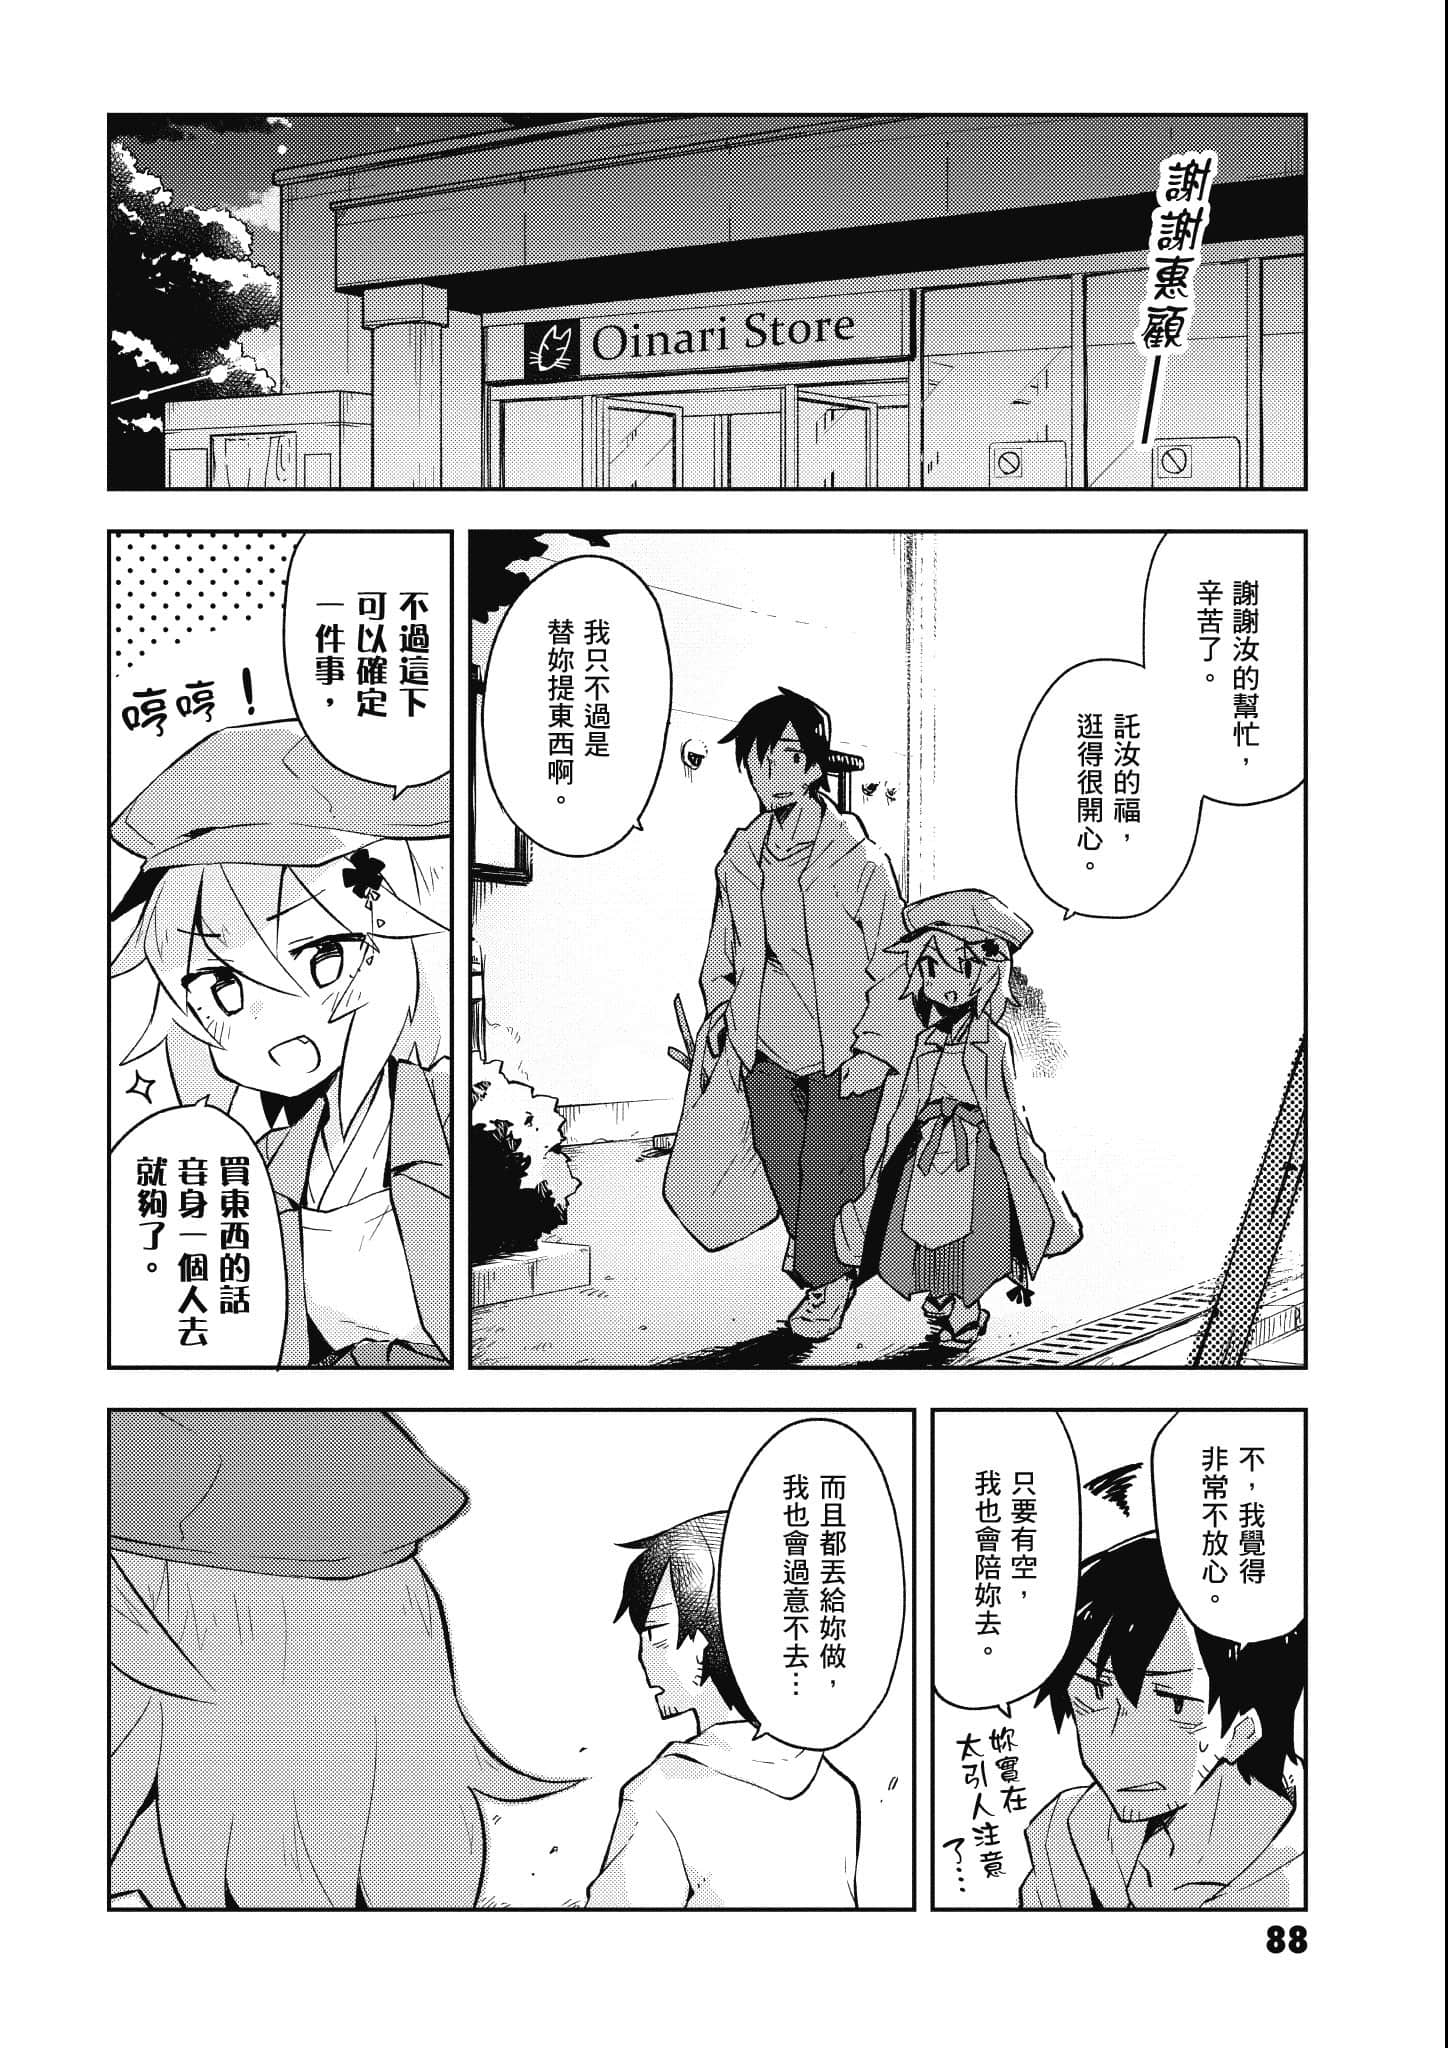 謝謝惠顧——
Oinari Store
謝謝汝的幫忙，
辛苦了。
託汝的福，
逛得很開心。
我只不過是
替妳提東西啊。
不過這下
可以確定
一件事，
哼哼！
買東西的話
妾身一個人去
就夠了。
不，我覺得
非常不放心。
只要有空，
我也會陪妳去。
妳實在
太引人注意
了…
而且都丟給妳做，
我也會過意不去…
88